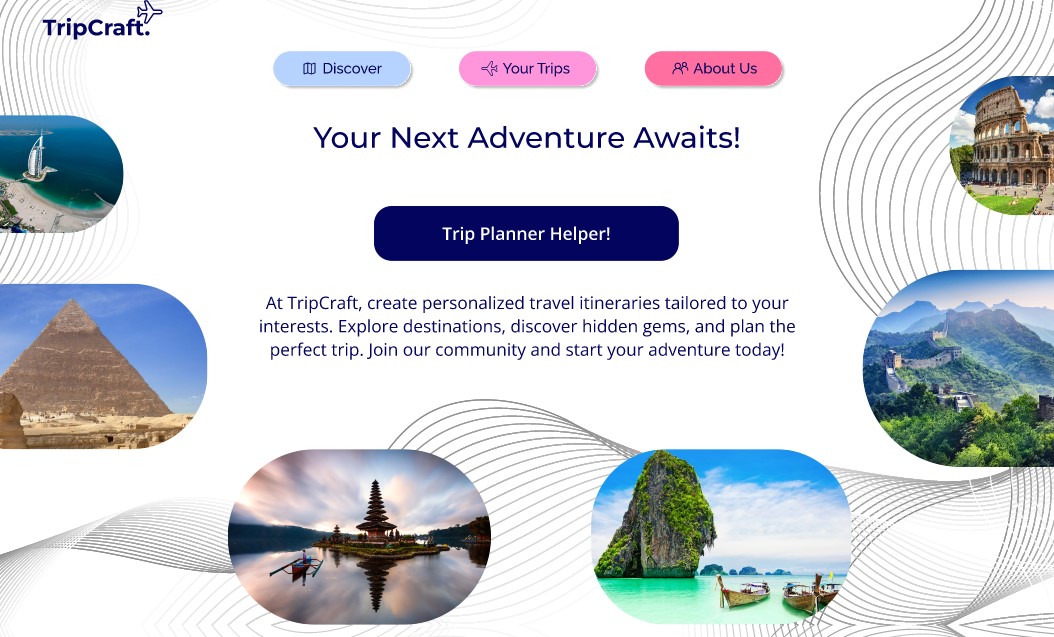 TripCraft.
Discover
Your Trips
About Us
Your Next Adventure Awaits!
Trip Planner Helper!
At TripCraft, create personalized travel itineraries tailored to your
interests. Explore destinations, discover hidden gems, and plan the
perfect trip. Join our community and start your adventure today!